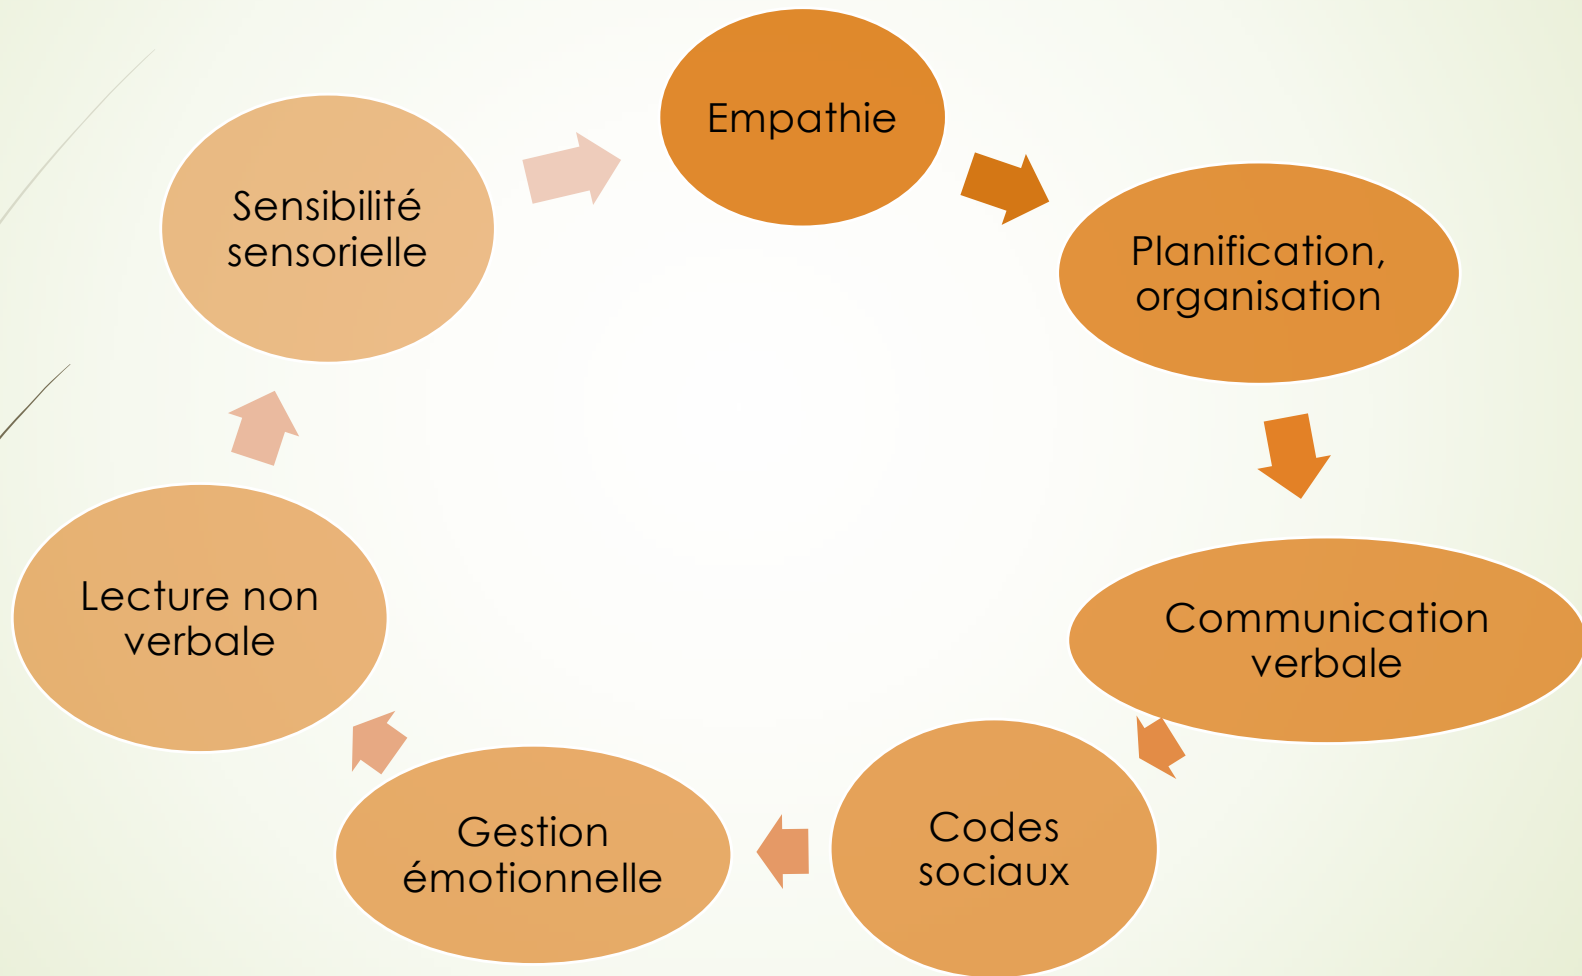 Empathie
Planification,
organisation
Communication
verbale
Codes
sociaux
Gestion
émotionnelle
Lecture non
verbale
Sensibilité
sensorielle